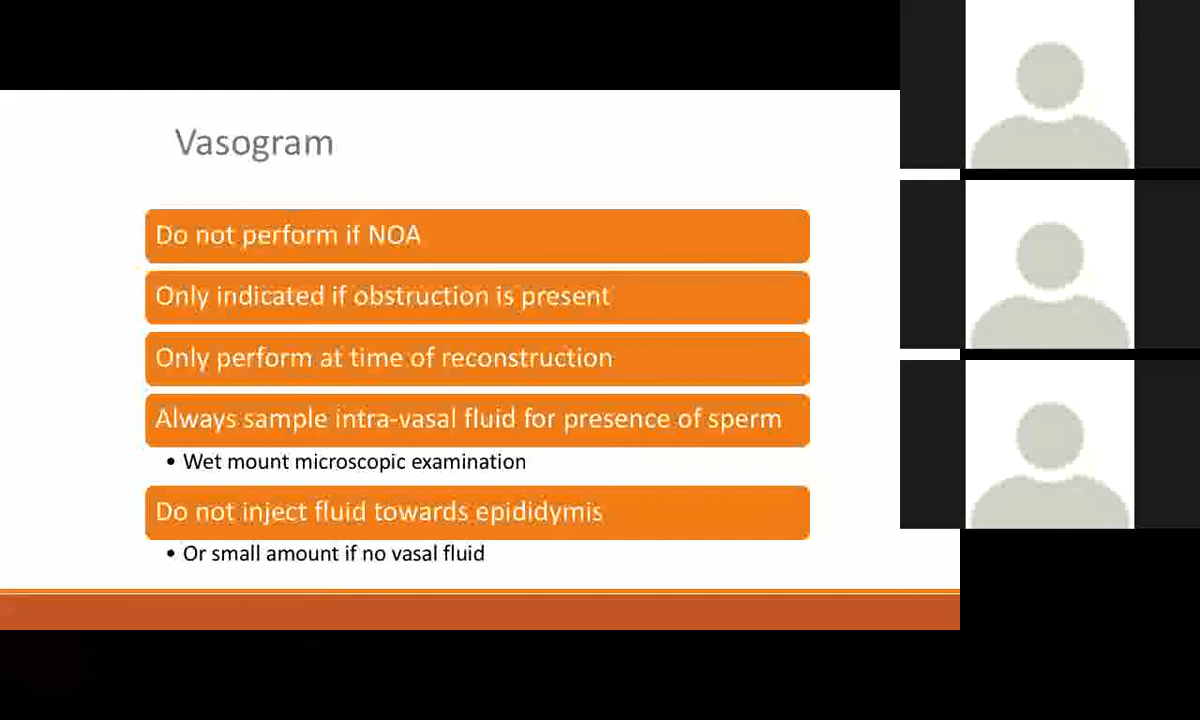 Vasogram
Do not perform if NOA
Only indicated if obstruction is present
Only perform at time of reconstruction
Always sample intra-vasal fluid for presence of sperm
• Wet mount microscopic examination
Do not inject fluid towards epididymis
• Or small amount if no vasal fluid